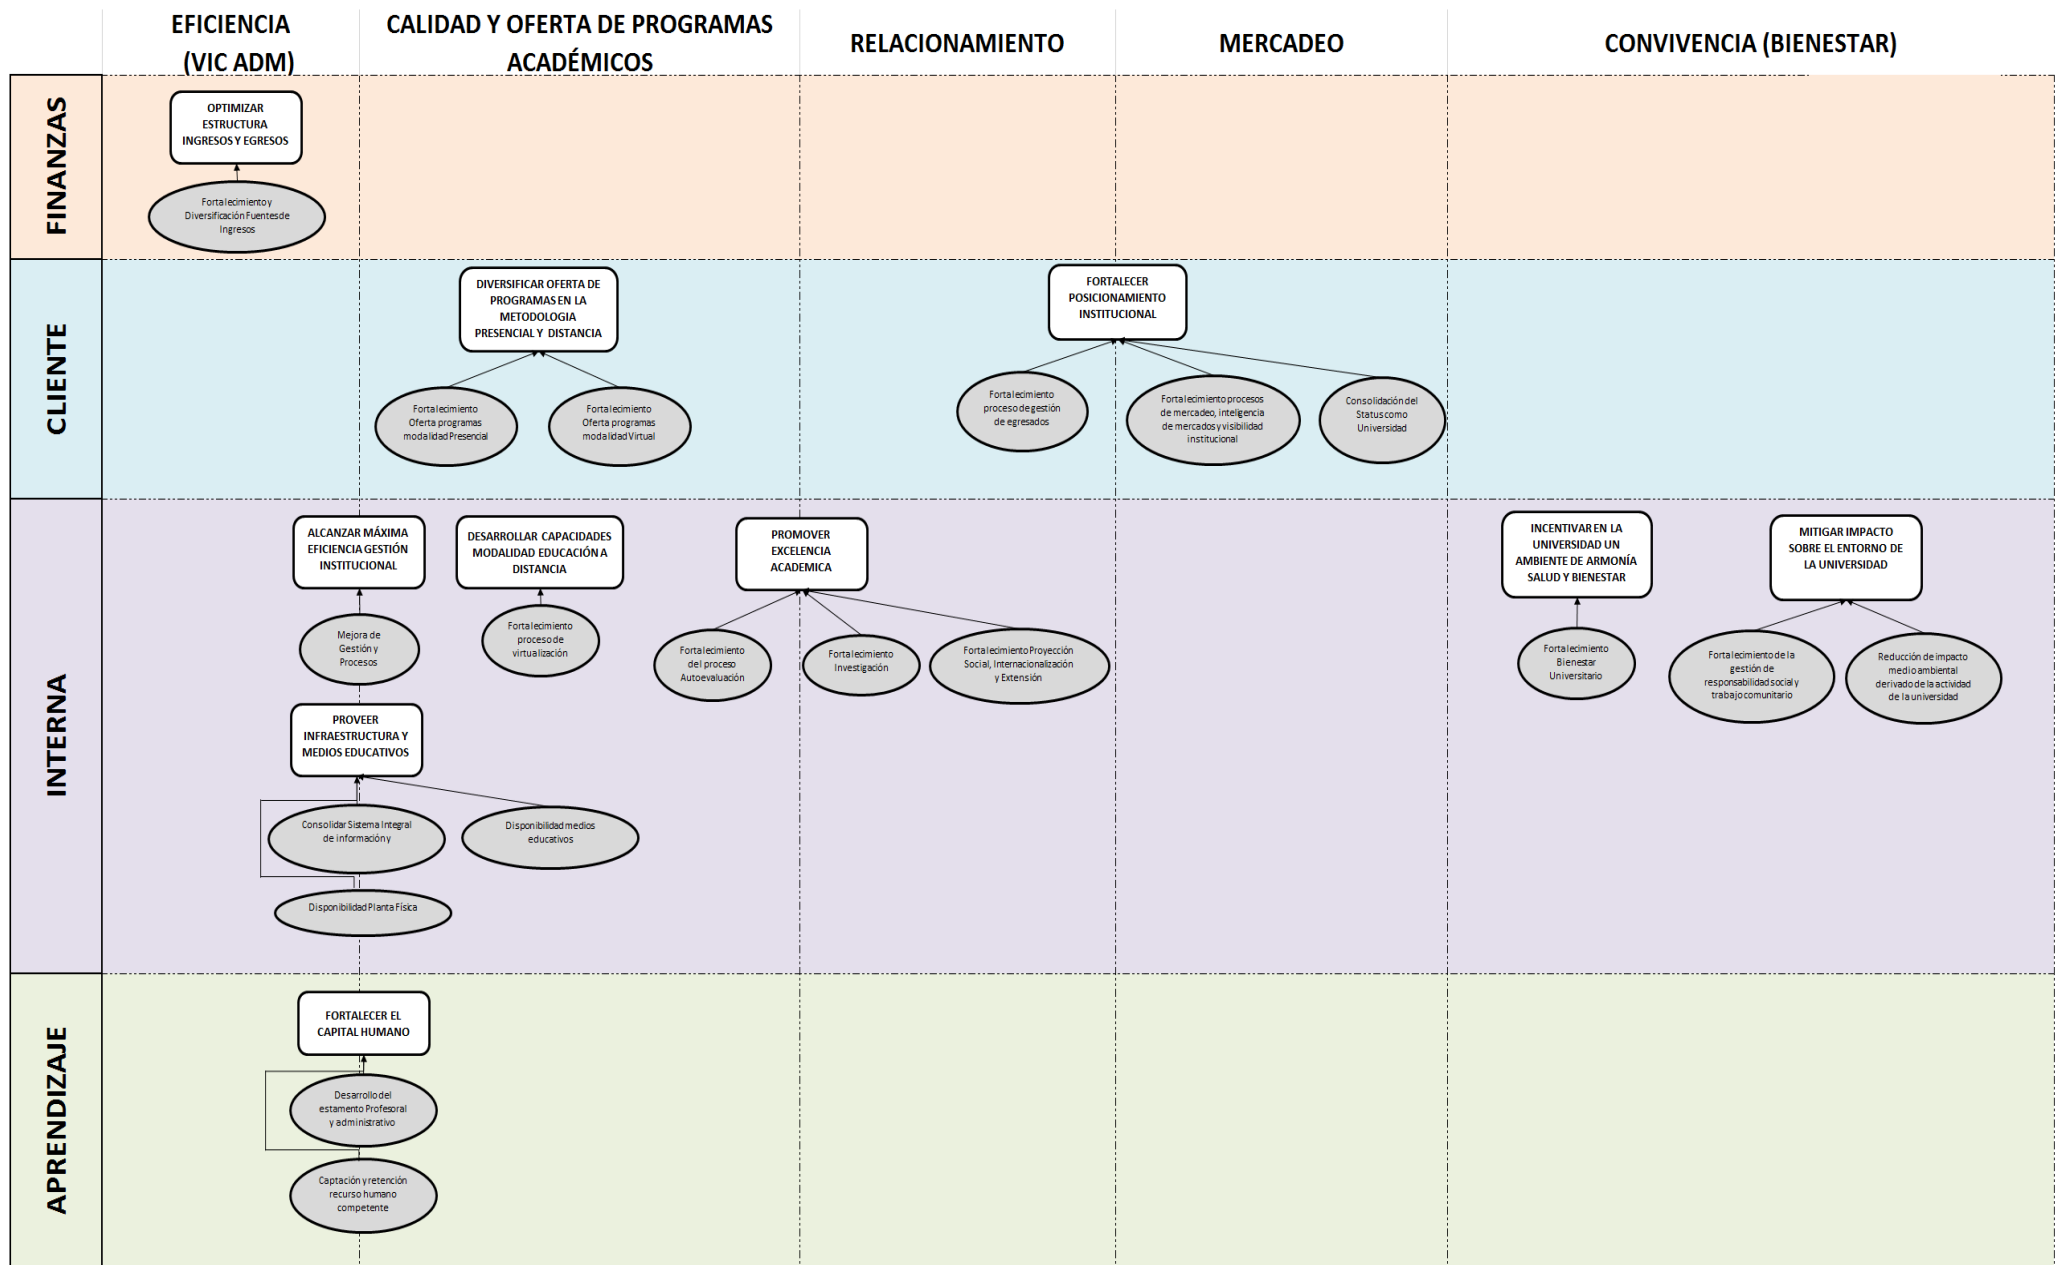 EFICIENCIA
(VIC ADM)
CALIDAD Y OFERTA DE PROGRAMAS
ACADÉMICOS
RELACIONAMIENTO
MERCADEO
CONVIVENCIA (BIENESTAR)
FINANZAS
OPTIMIZAR
ESTRUCTURA
INGRESOS Y EGRESOS
Fortalecimiento y
Diversificación Fuentes de
Ingresos
CLIENTE
DIVERSIFICAR OFERTA DE
PROGRAMAS EN LA
METODOLOGIA
PRESENCIAL Y DISTANCIA
Fortalecimiento
Oferta programas
modalidad Presencial
Fortalecimiento
Oferta programas
modalidad Virtual
FORTALECER
POSICIONAMIENTO
INSTITUCIONAL
Fortalecimiento
proceso de gestión
de egresados
Fortalecimiento procesos
de mercadeo, inteligencia
de mercados y visibilidad
institucional
Consolidación del
Status como
Universidad
INTERNA
ALCANZAR MÁXIMA
EFICIENCIA GESTIÓN
INSTITUCIONAL
Mejora de
Gestión y
Procesos
DESARROLLAR CAPACIDADES
MODALIDAD EDUCACIÓN A
DISTANCIA
Fortalecimiento
proceso de
virtualización
PROMOVER
EXCELENCIA
ACADEMICA
Fortalecimiento
del proceso
Autoevaluación
Fortalecimiento
Investigación
Fortalecimiento Proyección
Social, Internacionalización
y Extensión
INCENTIVAR EN LA
UNIVERSIDAD UN
AMBIENTE DE ARMONÍA
SALUD Y BIENESTAR
Fortalecimiento
Bienestar
Universitario
MITIGAR IMPACTO
SOBRE EL ENTORNO DE
LA UNIVERSIDAD
Fortalecimiento de la
gestión de
responsabilidad social y
trabajo comunitario
Reducción de impacto
medio ambiental
derivado de la actividad
de la universidad
PROVEER
INFRAESTRUCTURA Y
MEDIOS EDUCATIVOS
Consolidar Sistema Integral
de información y
Disponibilidad medios
educativos
Disponibilidad Planta Física
APRENDIZAJE
FORTALECER EL
CAPITAL HUMANO
Desarrollo del
estamento Profesoral
y administrativo
Captación y retención
recurso humano
competente